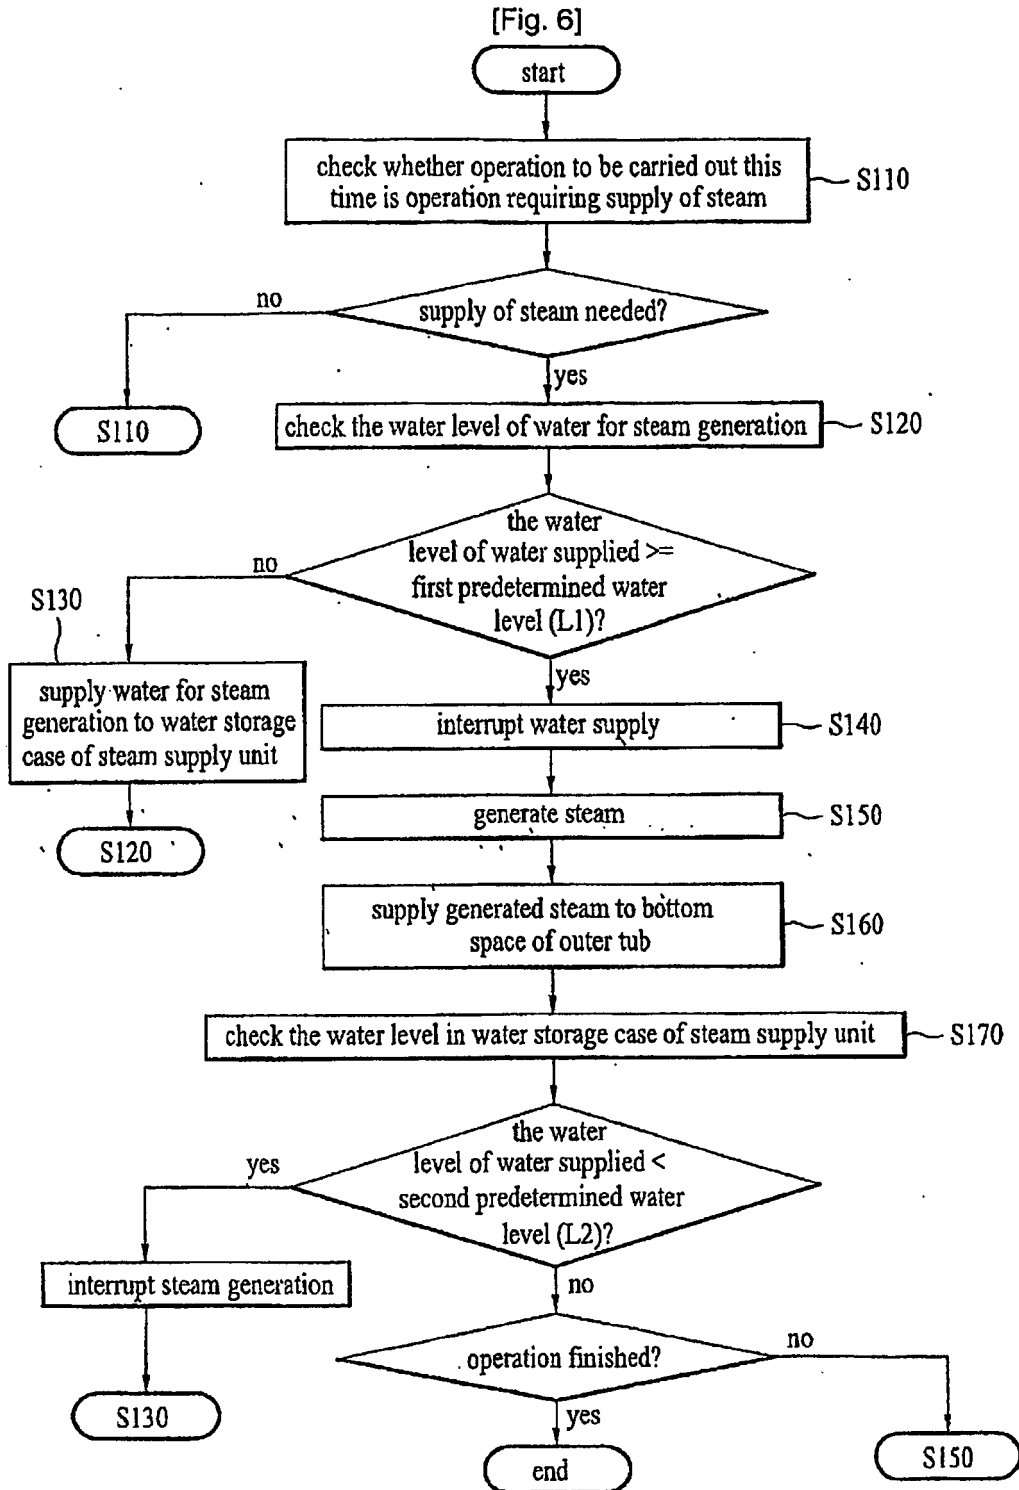 [Fig. 6]
start
check whether operation to be carried out this
time is operation requiring supply of steam
S110
no
supply of steam needed?
yes
S110
check the water level of water for steam generation
S120
the water
level of water supplied >=
first predetermined water
level (L1)?
no
S130
yes
supply water for steam
generation to water storage
case of steam supply unit
interrupt water supply
S140
generate steam
S150
S120
supply generated steam to bottom
space of outer tub
S160
check the water level in water storage case of steam supply unit
S170
the water
level of water supplied <
second predetermined water
level (L2)?
yes
interrupt steam generation
no
operation finished?
no
S130
yes
end
S150